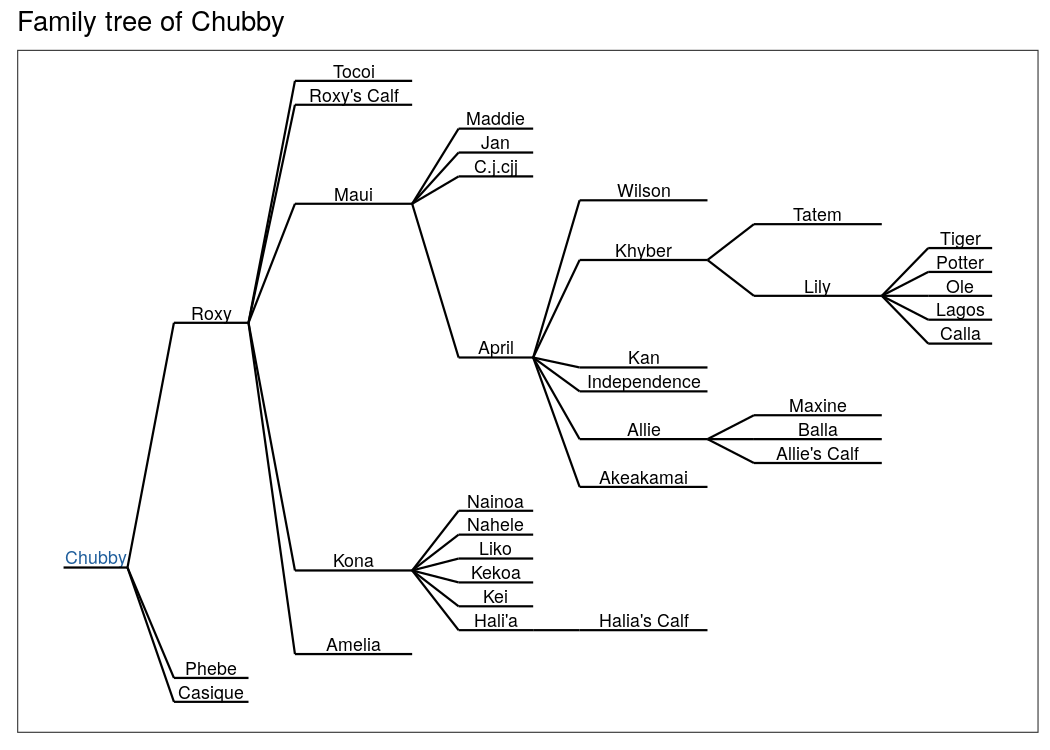 Family tree of Chubby
Tocoi
Roxy's Calf
Maddie
Jan
C.j.cjj
Wilson
Maui
Tatem
Tiger
Khyber
Potter
Lily
Ole
Lagos
Roxy
Calla
April
Kan
Independence
Maxine
Allie
Balla
Allie's Calf
Akeakamai
Nainoa
Nahele
Liko
Chubby
Kona
Kekoa
Kei
Hali'a
Halia's Calf
Amelia
Phebe
Casique